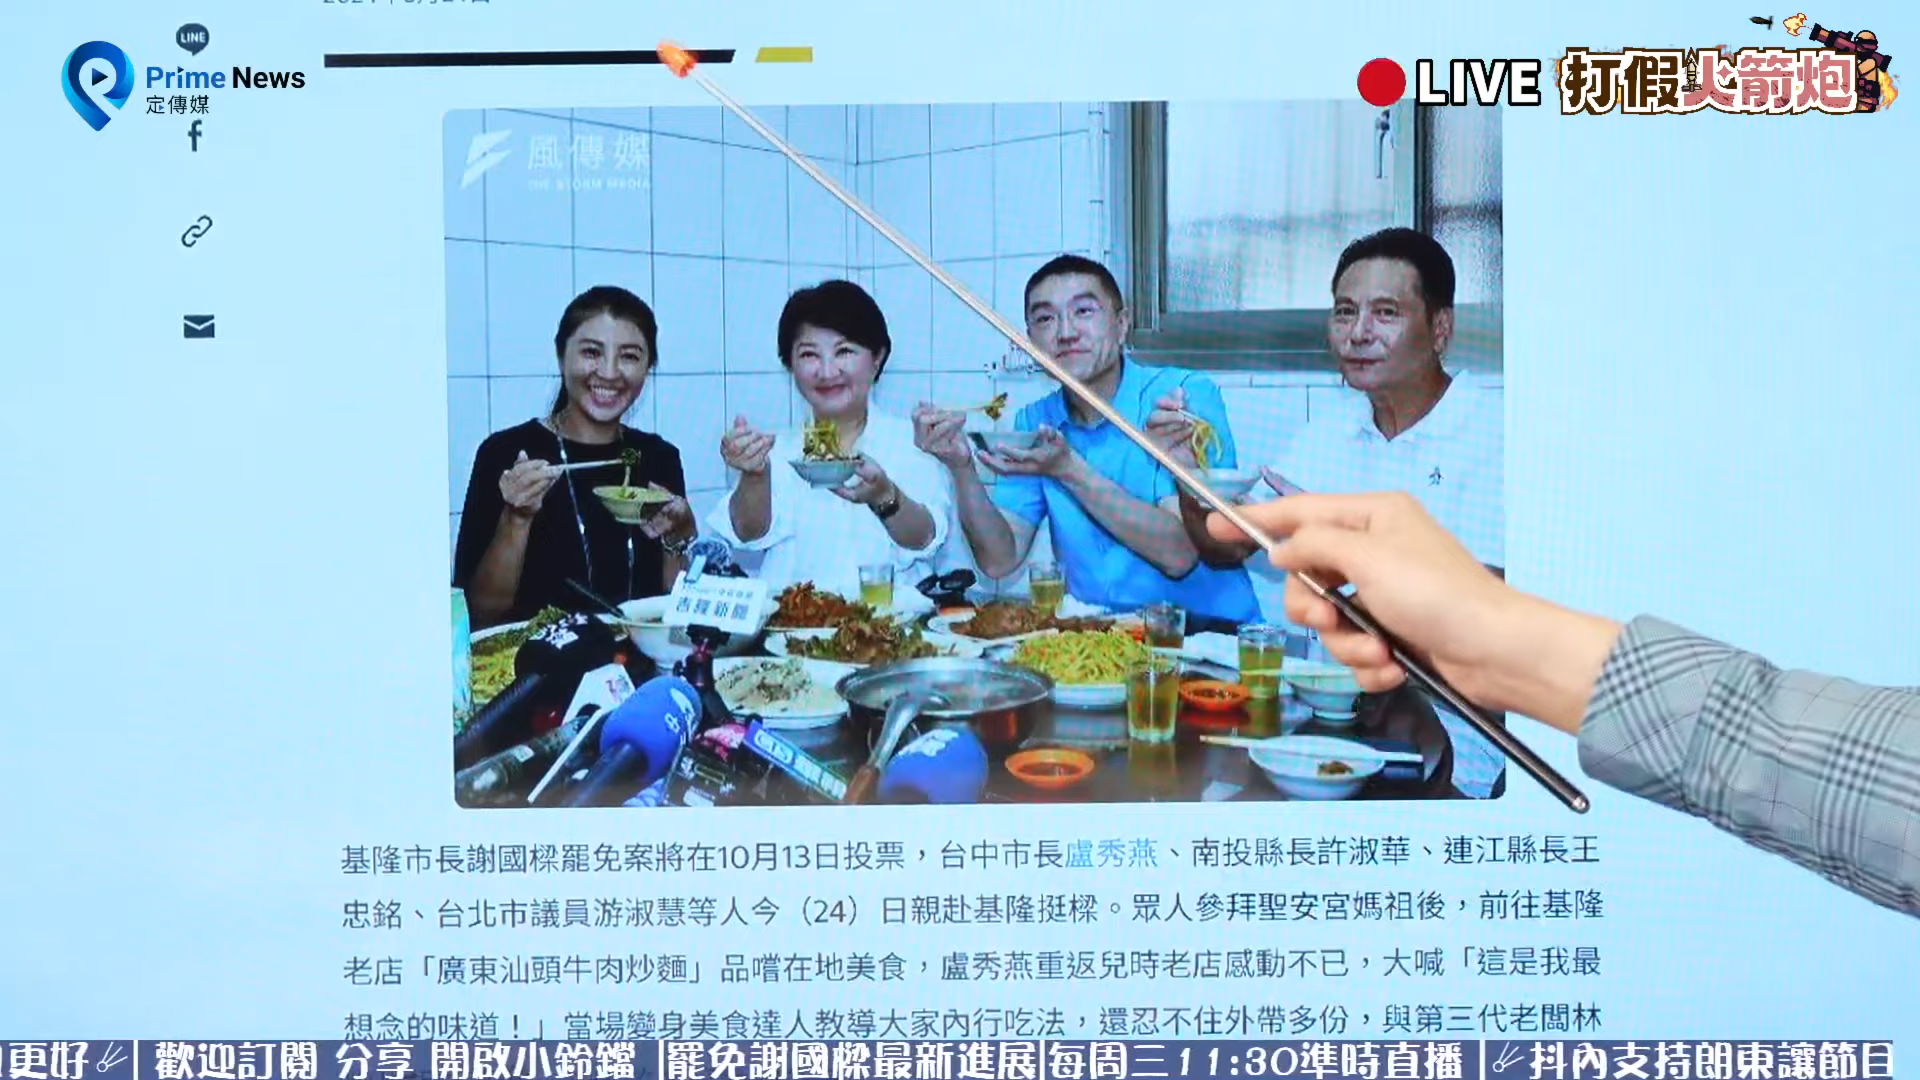 LINE
Prime News
定傳媒
LIVE 打假火箭炮
風傳媒
THE STORM MEDIA
吉隆新聞
基隆市長謝國樑罷免案將在10月13日投票，台中市長盧秀燕、南投縣長許淑華、連江縣長王
忠銘、台北市議員游淑慧等人今（24）日親赴基隆挺樑。眾人參拜聖安宮媽祖後，前往基隆
老店「廣東汕頭牛肉炒麵」品嚐在地美食，盧秀燕重返兒時老店感動不已，大喊「這是我最
想念的味道！」當場變身美食達人教導大家內行吃法，還忍不住外帶多份，與第三代老闆林
更好 | 歡迎訂閱 分享 開啟小鈴鐺 |罷免謝國樑最新進展|每周三11:30準時直播 | 抖內支持朗東讓節目